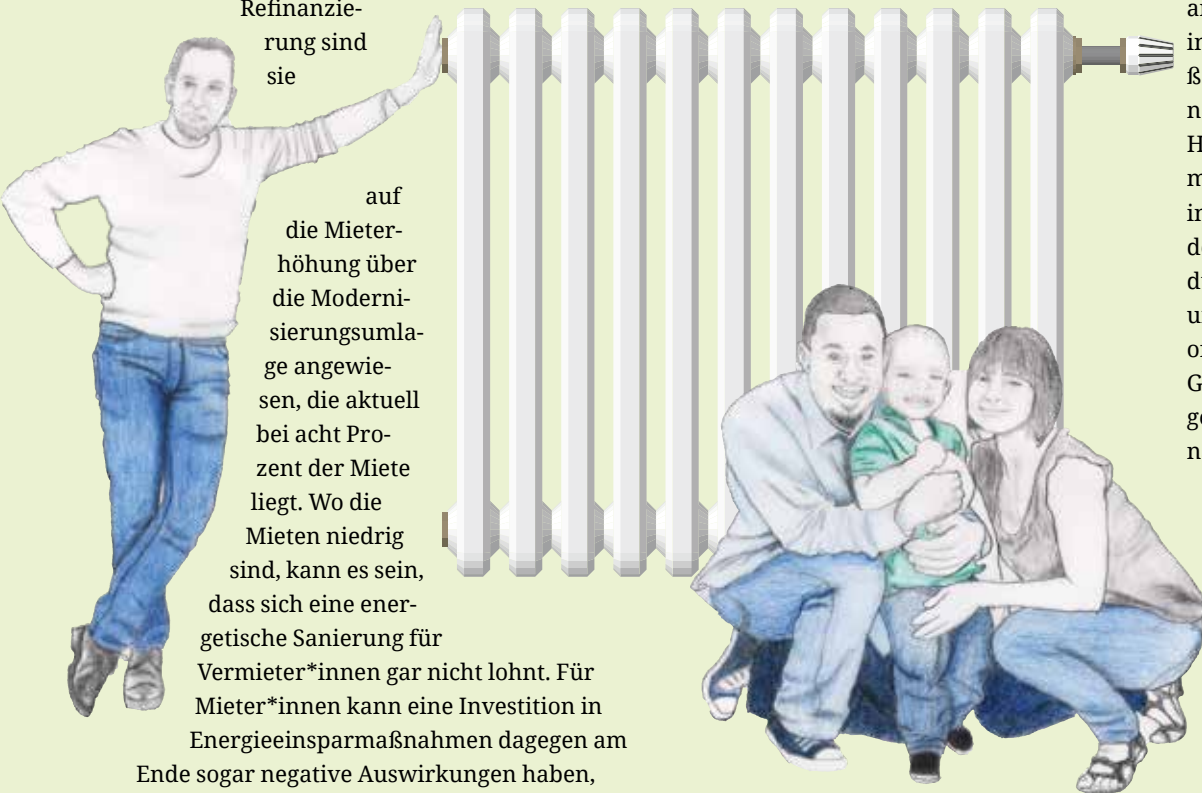 Refinanzie-
rung sind
sie
auf
die Mieter-
höhung über
die Moderni-
sierungsumla-
ge angewie-
sen, die aktuell
bei acht Pro-
zent der Miete
liegt. Wo die
Mieten niedrig
sind, kann es sein,
dass sich eine ener-
getische Sanierung für
Vermieter*innen gar nicht lohnt. Für
Mieter*innen kann eine Investition in
Energieeinsparmaßnahmen dagegen am
Ende sogar negative Auswirkungen haben,